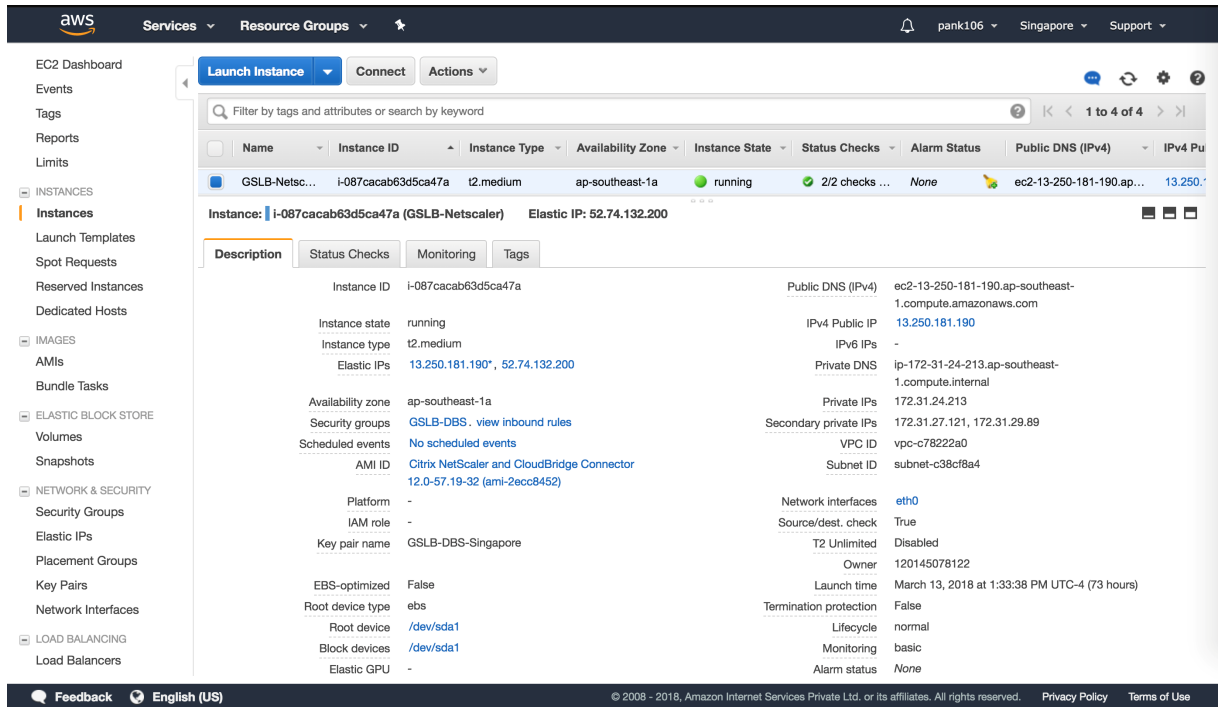 aws Services Resource Groups pank106 Singapore Support
EC2 Dashboard
Events
Tags
Reports
Limits
INSTANCES
Instances
Launch Templates
Spot Requests
Reserved Instances
Dedicated Hosts
IMAGES
AMIs
Bundle Tasks
ELASTIC BLOCK STORE
Volumes
Snapshots
NETWORK & SECURITY
Security Groups
Elastic IPs
Placement Groups
Key Pairs
Network Interfaces
LOAD BALANCING
Load Balancers
Launch Instance Connect Actions
Filter by tags and attributes or search by keyword 1 to 4 of 4
Name Instance ID Instance Type Availability Zone Instance State Status Checks Alarm Status Public DNS (IPv4) IPv4 Pu
GSLB-Netsc... i-087cacab63d5ca47a t2.medium ap-southeast-1a running 2/2 checks ... None ec2-13-250-181-190.ap... 13.250.1
Instance: i-087cacab63d5ca47a (GSLB-Netscaler) Elastic IP: 52.74.132.200
Description Status Checks Monitoring Tags
Instance ID i-087cacab63d5ca47a
Instance state running
Instance type t2.medium
Elastic IPs 13.250.181.190*, 52.74.132.200
Availability zone ap-southeast-1a
Security groups GSLB-DBS. view inbound rules
Scheduled events No scheduled events
AMI ID Citrix NetScaler and CloudBridge Connector
12.0-57.19-32 (ami-2ecc8452)
Platform -
IAM role -
Key pair name GSLB-DBS-Singapore
EBS-optimized False
Root device type ebs
Root device /dev/sda1
Block devices /dev/sda1
Elastic GPU -
Public DNS (IPv4) ec2-13-250-181-190.ap-southeast-
1.compute.amazonaws.com
IPv4 Public IP 13.250.181.190
IPv6 IPs -
Private DNS ip-172-31-24-213.ap-southeast-
1.compute.internal
Private IPs 172.31.24.213
Secondary private IPs 172.31.27.121, 172.31.29.89
VPC ID vpc-c78222a0
Subnet ID subnet-c38cf8a4
Network interfaces eth0
Source/dest. check True
T2 Unlimited Disabled
Owner 120145078122
Launch time March 13, 2018 at 1:33:38 PM UTC-4 (73 hours)
Termination protection False
Lifecycle normal
Monitoring basic
Alarm status None
Feedback English (US) © 2008 - 2018, Amazon Internet Services Private Ltd. or its affiliates. All rights reserved. Privacy Policy Terms of Use